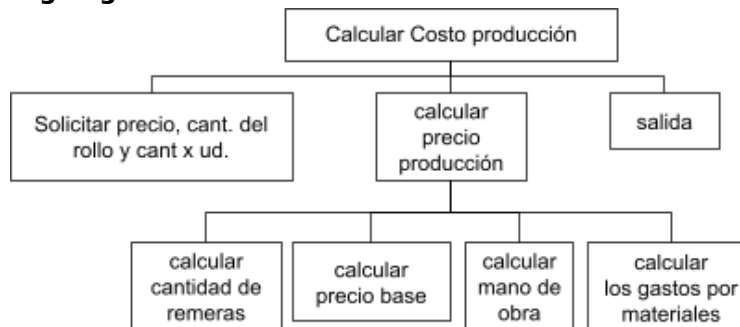 Calcular Costo producción
Solicitar precio, cant. del
rollo y cant x ud.
calcular
precio
producción
salida
calcular
cantidad de
remeras
calcular
precio base
calcular
mano de
obra
calcular
los gastos por
materiales